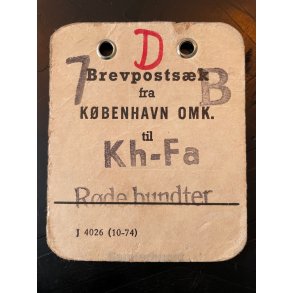 D
7 B
Brevpostsæk
fra
KØBENHAVN OMK.
til
Kh-Fa
Røde bundter
J 4026 (10-74)